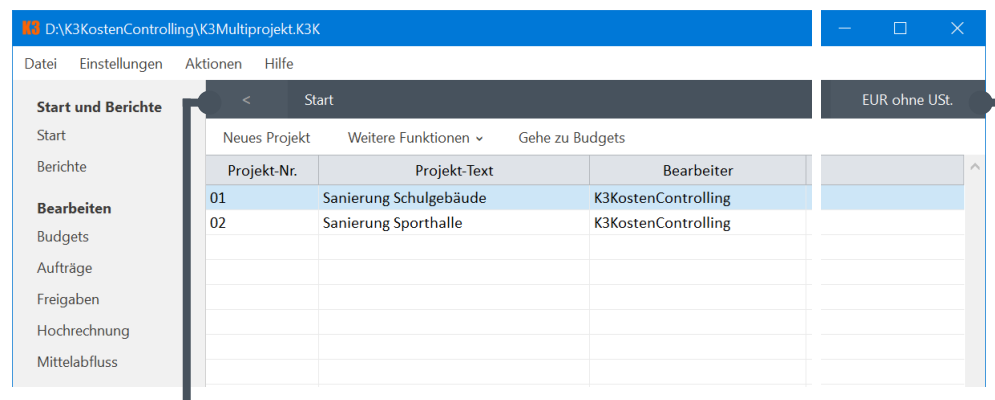 K3 D:\K3KostenControlling\K3Multiprojekt.K3K
Datei Einstellungen Aktionen Hilfe
Start und Berichte
Start
Berichte
Bearbeiten
Budgets
Aufträge
Freigaben
Hochrechnung
Mittelabfluss
< Start EUR ohne USt.
Neues Projekt Weitere Funktionen Gehe zu Budgets
Projekt-Nr. Projekt-Text Bearbeiter
01 Sanierung Schulgebäude K3KostenControlling
02 Sanierung Sporthalle K3KostenControlling